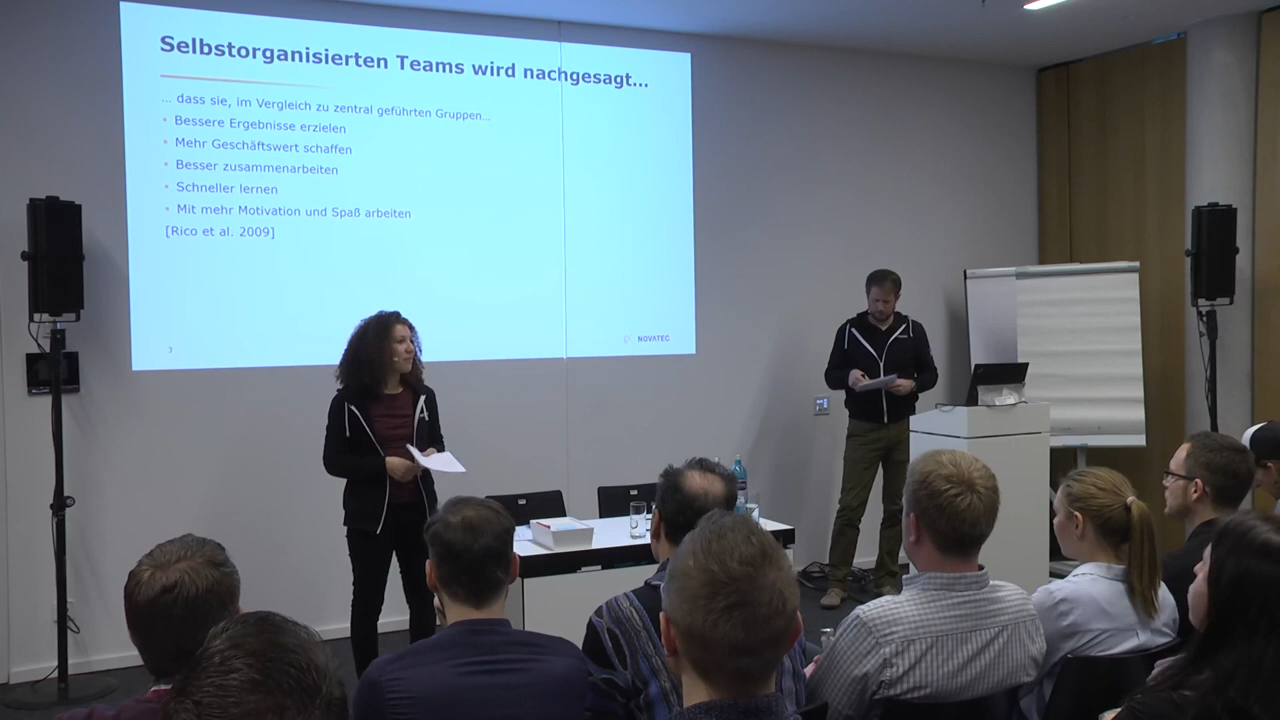 Selbstorganisierten Teams wird nachgesagt...
... dass sie, im Vergleich zu zentral geführten Gruppen...
• Bessere Ergebnisse erzielen
• Mehr Geschäftswert schaffen
• Besser zusammenarbeiten
• Schneller lernen
• Mit mehr Motivation und Spaß arbeiten
[Rico et al. 2009]
3
NOVATEC